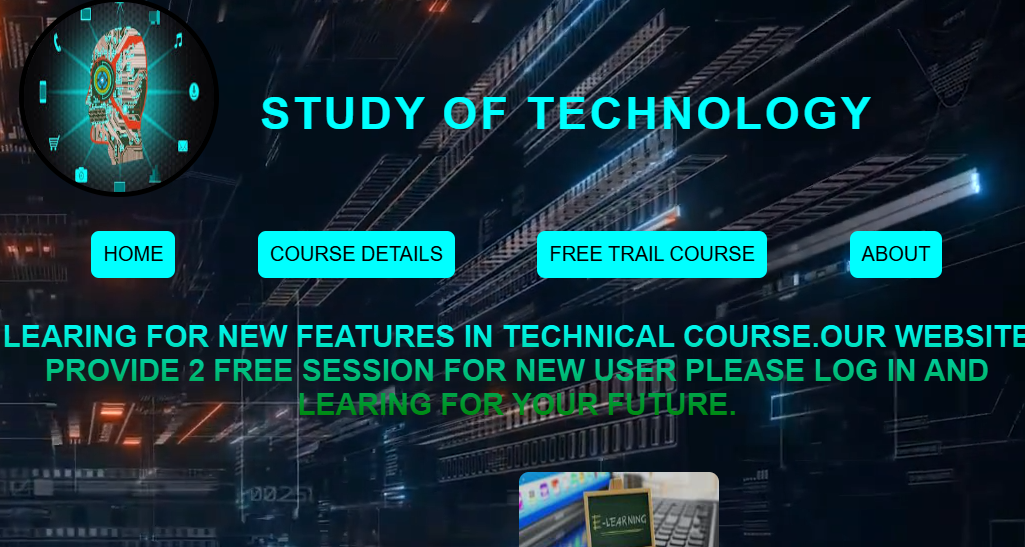 STUDY OF TECHNOLOGY
HOME
COURSE DETAILS
FREE TRAIL COURSE
ABOUT
LEARING FOR NEW FEATURES IN TECHNICAL COURSE.OUR WEBSITE
PROVIDE 2 FREE SESSION FOR NEW USER PLEASE LOG IN AND
LEARING FOR YOUR FUTURE.
E-LEARNING